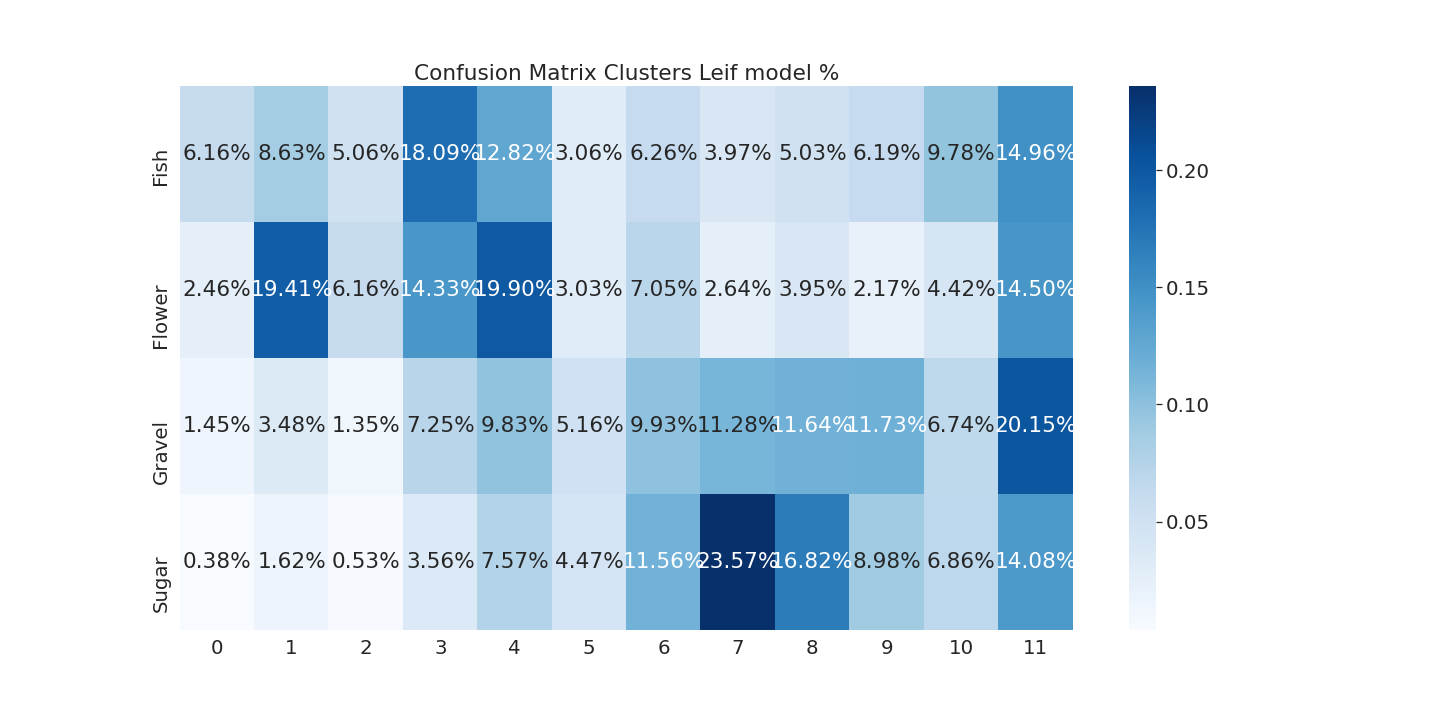 Confusion Matrix Clusters Leif model %
Fish 6.16% 8.63% 5.06% 18.09% 12.82% 3.06% 6.26% 3.97% 5.03% 6.19% 9.78% 14.96%
Flower 2.46% 19.41% 6.16% 14.33% 19.90% 3.03% 7.05% 2.64% 3.95% 2.17% 4.42% 14.50%
Gravel 1.45% 3.48% 1.35% 7.25% 9.83% 5.16% 9.93% 11.28% 11.64% 11.73% 6.74% 20.15%
Sugar 0.38% 1.62% 0.53% 3.56% 7.57% 4.47% 11.56% 23.57% 16.82% 8.98% 6.86% 14.08%
0 1 2 3 4 5 6 7 8 9 10 11
0.20
0.15
0.10
0.05